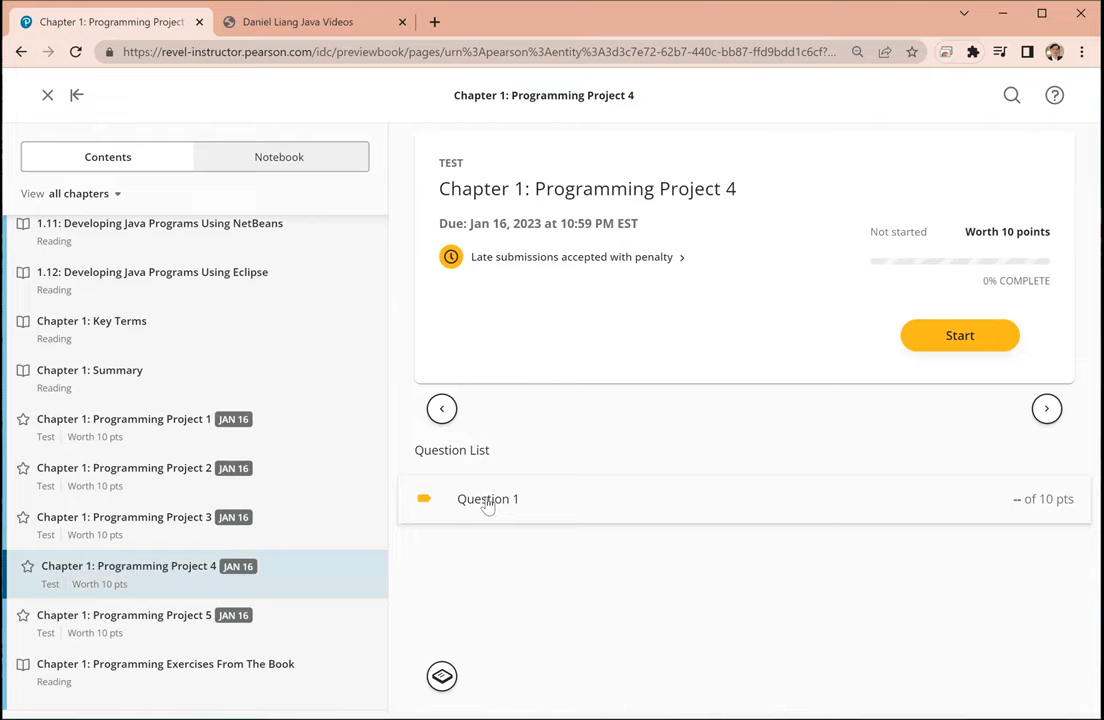 Chapter 1: Programming Project
Daniel Liang Java Videos
https://revel-instructor.pearson.com/idc/previewbook/pages/urn%3Apearson%3Aentity%3A3d3c7e72-62b7-440c-bb87-ffd9bdd1c6cf?...
Chapter 1: Programming Project 4
Contents
Notebook
View all chapters
1.11: Developing Java Programs Using NetBeans
Reading
1.12: Developing Java Programs Using Eclipse
Reading
Chapter 1: Key Terms
Reading
Chapter 1: Summary
Reading
Chapter 1: Programming Project 1 JAN 16
Test | Worth 10 pts
Chapter 1: Programming Project 2 JAN 16
Test | Worth 10 pts
Chapter 1: Programming Project 3 JAN 16
Test | Worth 10 pts
Chapter 1: Programming Project 4 JAN 16
Test | Worth 10 pts
Chapter 1: Programming Project 5 JAN 16
Test | Worth 10 pts
Chapter 1: Programming Exercises From The Book
Reading
TEST
Chapter 1: Programming Project 4
Due: Jan 16, 2023 at 10:59 PM EST
Late submissions accepted with penalty
Not started
Worth 10 points
0% COMPLETE
Start
Question List
Question 1
-- of 10 pts